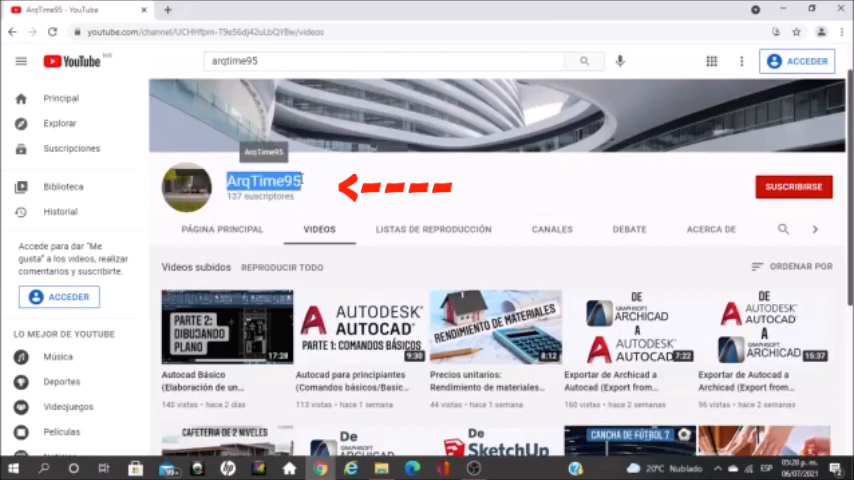 ArqTime95 - YouTube
youtube.com/channel/UCHHfpm-T9e56dj42uLbQYBw/videos
YouTube MX
arqtime95
ACCEDER
Principal
Explorar
Suscripciones
Biblioteca
Historial
Accede para dar "Me
gusta" a los videos, realizar
comentarios y suscribirte.
ACCEDER
LO MEJOR DE YOUTUBE
Música
Deportes
Videojuegos
Películas
ArqTime95
ArqTime95
137 suscriptores
SUSCRIBIRSE
PÁGINA PRINCIPAL
VIDEOS
LISTAS DE REPRODUCCIÓN
CANALES
DEBATE
ACERCA DE
Videos subidos
REPRODUCIR TODO
ORDENAR POR
PARTE 2:
DIBUJANDO
PLANO
17:28
Autocad Básico
(Elaboración de un...
140 vistas • hace 2 días
AUTODESK
AUTOCAD
PARTE 1: COMANDOS BÁSICOS
9:30
Autocad para principiantes
(Comandos básicos/Basic...
112 vistas • hace 1 semana
RENDIMIENTO DE MATERIALES
8:12
Precios unitarios:
Rendimiento de materiales...
44 vistas • hace 1 semana
DE
GRAPHISOFT
ARCHICAD
A
AUTODESK
AUTOCAD
7:22
Exportar de Archicad a
Autocad (Export from...
160 vistas • hace 2 semanas
DE
AUTODESK
AUTOCAD
A
GRAPHISOFT
ARCHICAD
15:37
Exportar de Autocad a
Archicad (Export from...
96 vistas • hace 2 semanas
CAFETERIA DE 2 NIVELES
De
GRAPHISOFT
De
SketchUp
CANCHA DE FÚTBOL 7
99+
20°C Nublado
ESP
05:20 p. m.
06/07/2021
2